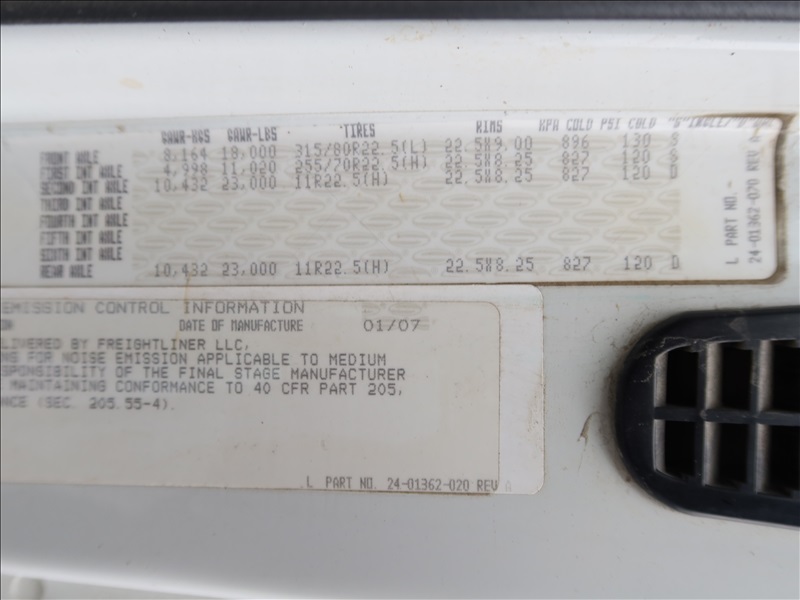 GAWR-KGS GAWR-LBS TIRES RIMS KPA COLD PSI COLD
FRONT AXLE 8,164 18,000 315/80R22.5(L) 22.5X9.00 896 130 S
FIRST INT AXLE 4,998 11,020 255/70R22.5(H) 22.5X8.25 827 120 S
SECOND INT AXLE 10,432 23,000 11R22.5(H) 22.5X8.25 827 120 D
THIRD INT AXLE
FOURTH INT AXLE
FIFTH INT AXLE
SIXTH INT AXLE
REAR AXLE 10,432 23,000 11R22.5(H) 22.5X8.25 827 120 D
L PART NO.-
24-01362-070 REV A
EMISSION CONTROL INFORMATION
ON DATE OF MANUFACTURE 01/07
LIVERED BY FREIGHTLINER LLC,
NS FOR NOISE EMISSION APPLICABLE TO MEDIUM
SPONSIBILITY OF THE FINAL STAGE MANUFACTURER
MAINTAINING CONFORMANCE TO 40 CFR PART 205,
NCE (SEC. 205.55-4).
L PART NO. 24-01362-020 REV A